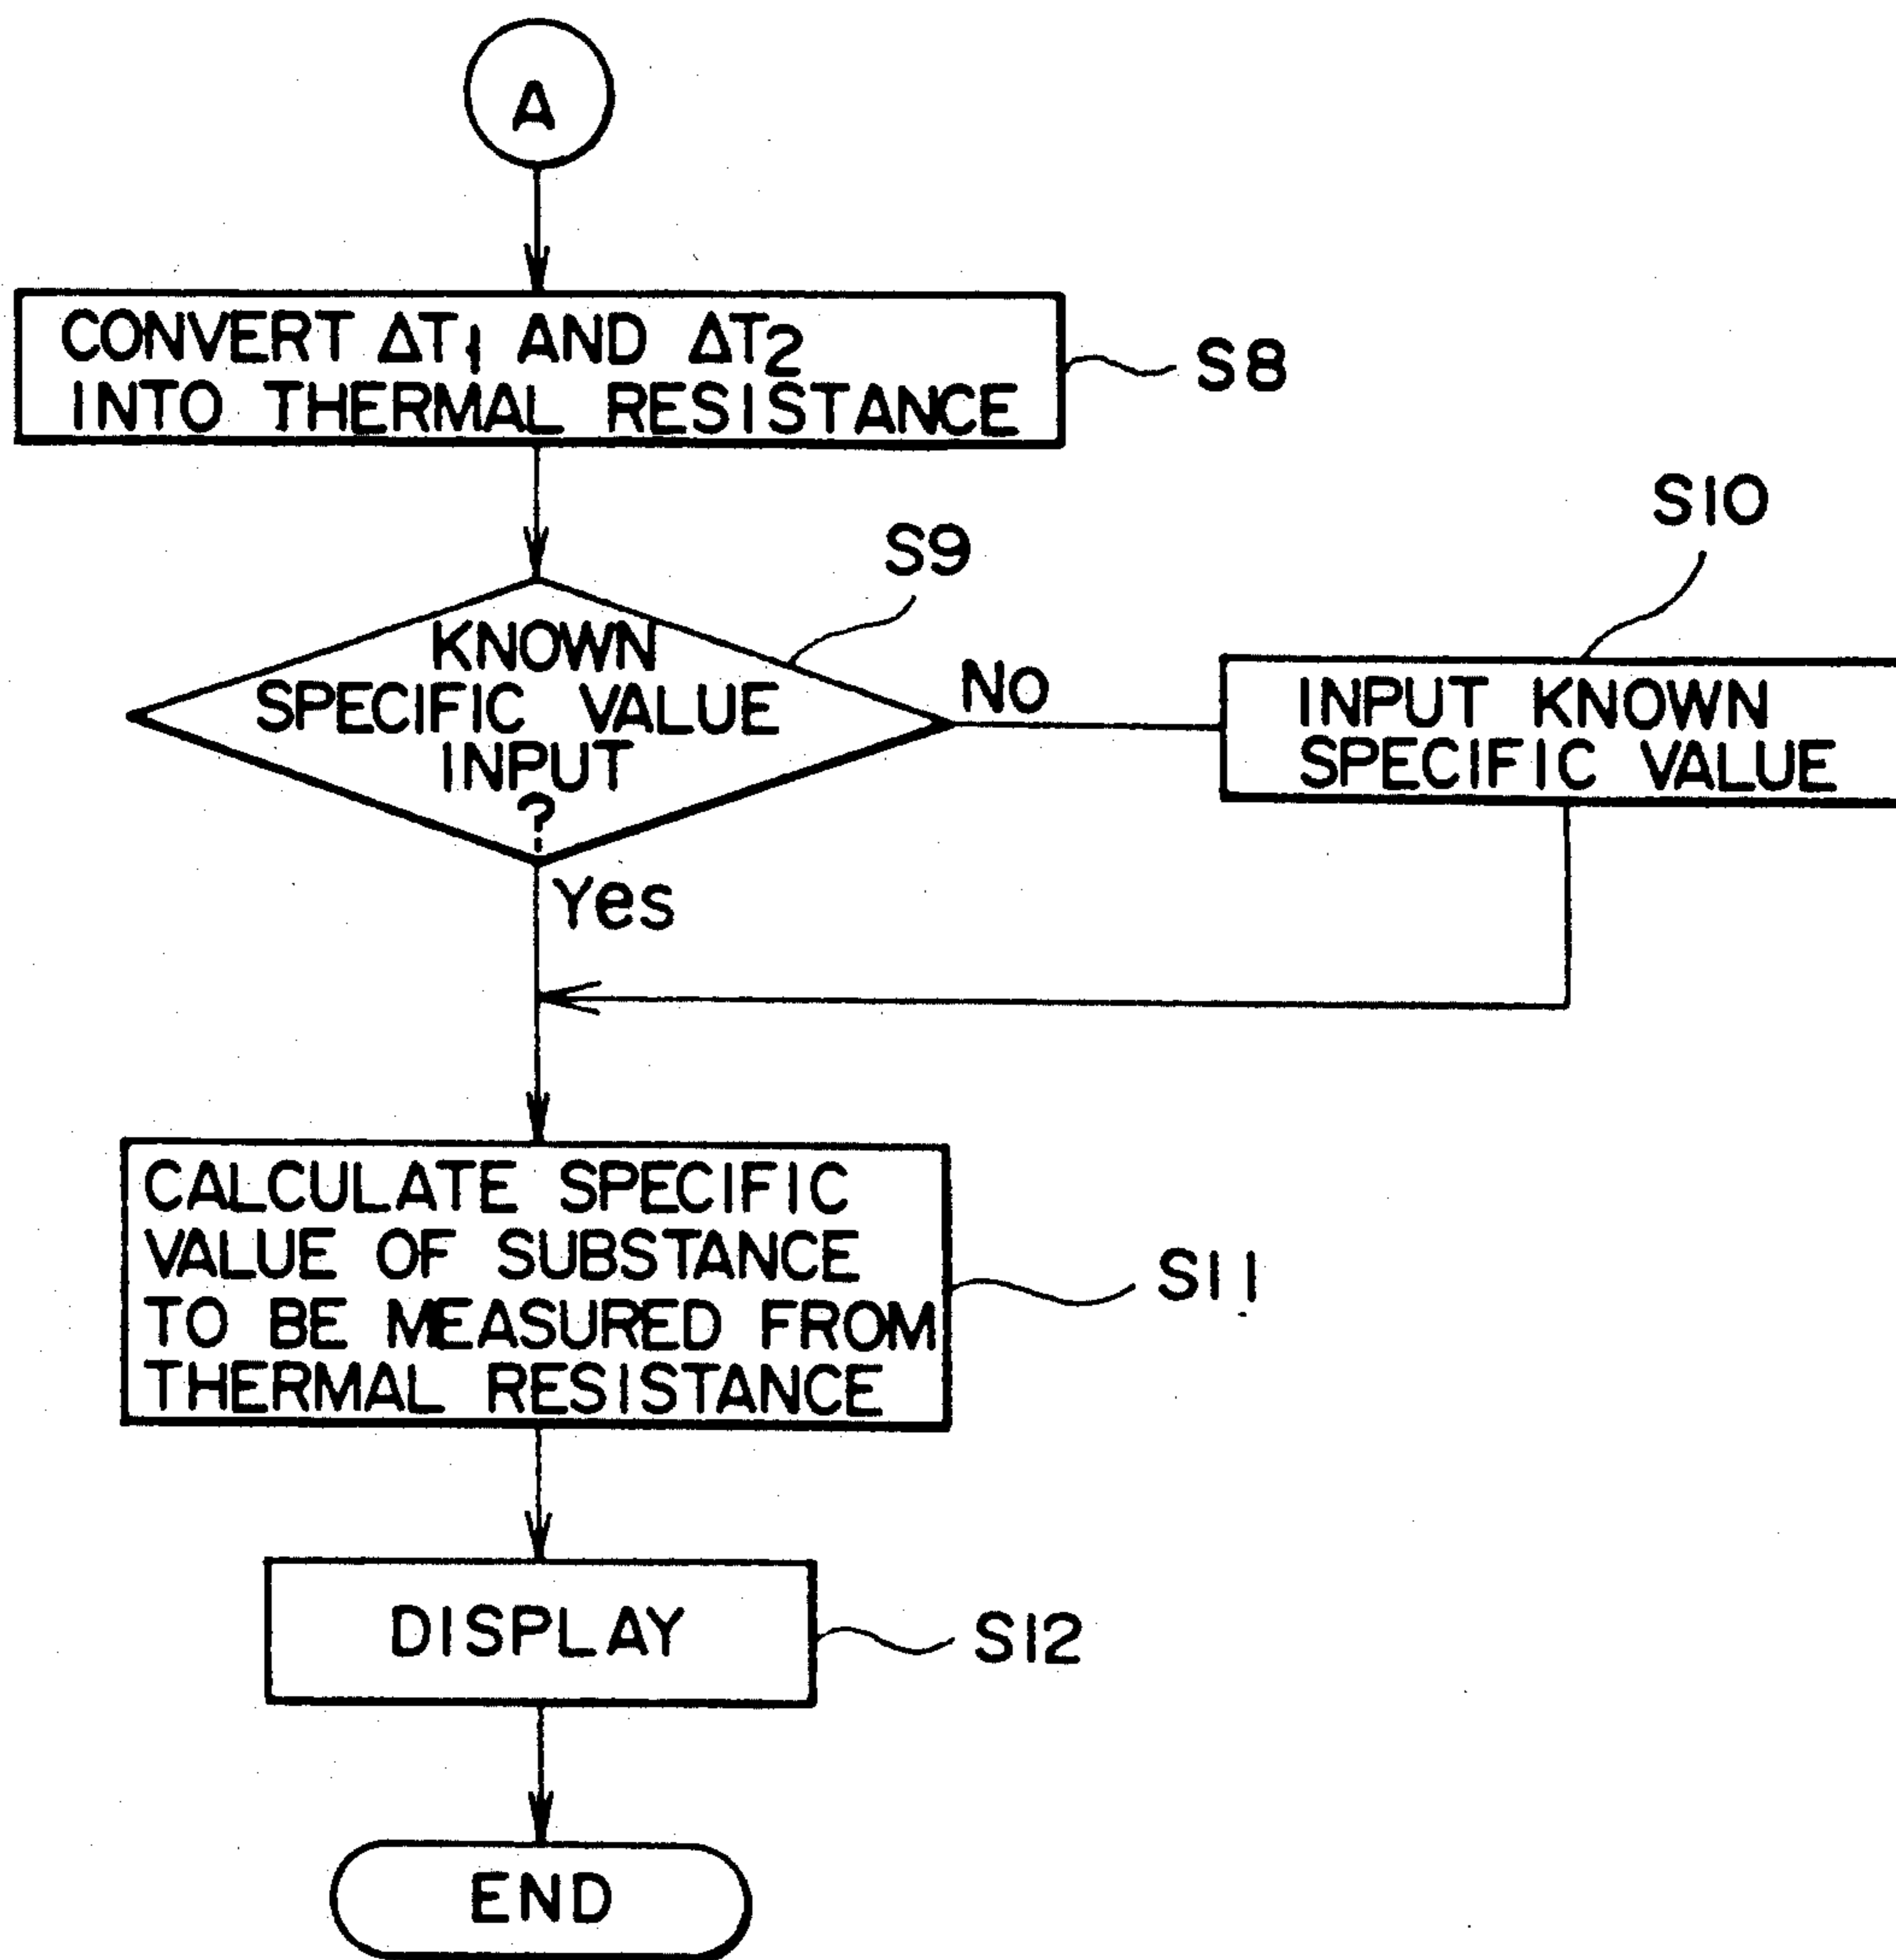 A
CONVERT ΔT1 AND ΔT2
INTO THERMAL RESISTANCE
S8
S9
S10
KNOWN
SPECIFIC VALUE
INPUT
?
NO
INPUT KNOWN
SPECIFIC VALUE
Yes
CALCULATE SPECIFIC
VALUE OF SUBSTANCE
TO BE MEASURED FROM
THERMAL RESISTANCE
S11
DISPLAY
S12
END